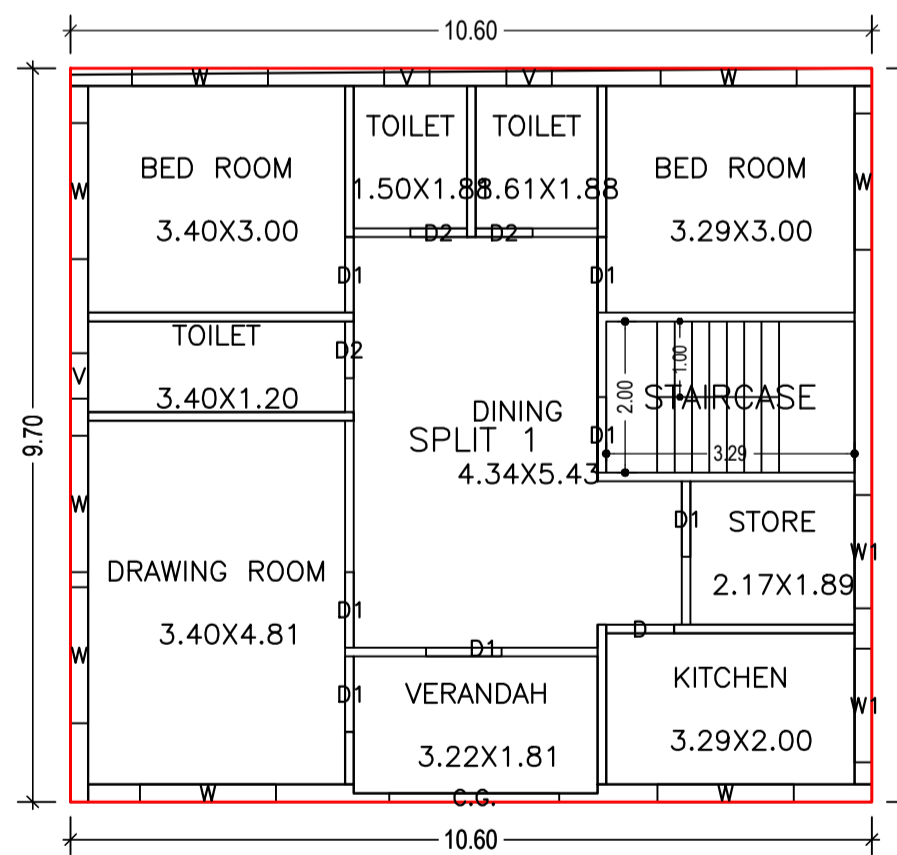 10.60
W V V W
TOILET TOILET
BED ROOM BED ROOM
W W
1.50X1.88 1.61X1.88
3.40X3.00 3.29X3.00
D2 D2
D1 D1
TOILET
D2
1.00
V
3.40X1.20
2.00
STAIRCASE
DINING
9.70
SPLIT 1
D1
3.29
4.34X5.43
W
D1
STORE
W1
DRAWING ROOM
2.17X1.89
D1
3.40X4.81
D
D1
W
KITCHEN
D1
VERANDAH
W1
3.22X1.81
3.29X2.00
W C.G. W
10.60